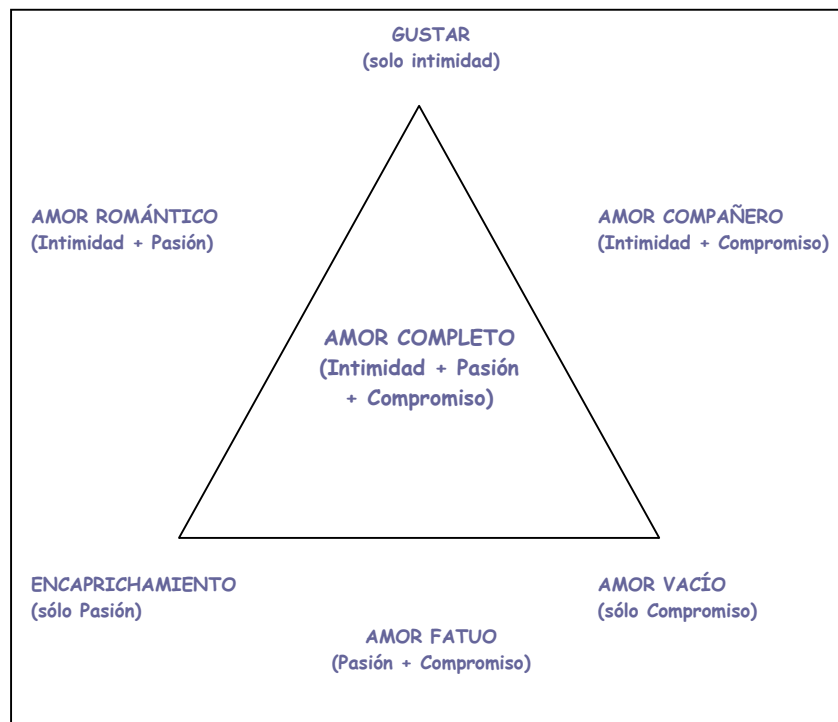 GUSTAR
(solo intimidad)
AMOR ROMÁNTICO
(Intimidad + Pasión)
AMOR COMPAÑERO
(Intimidad + Compromiso)
AMOR COMPLETO
(Intimidad + Pasión
+ Compromiso)
ENCAPRICHAMIENTO
(sólo Pasión)
AMOR VACÍO
(sólo Compromiso)
AMOR FATUO
(Pasión + Compromiso)